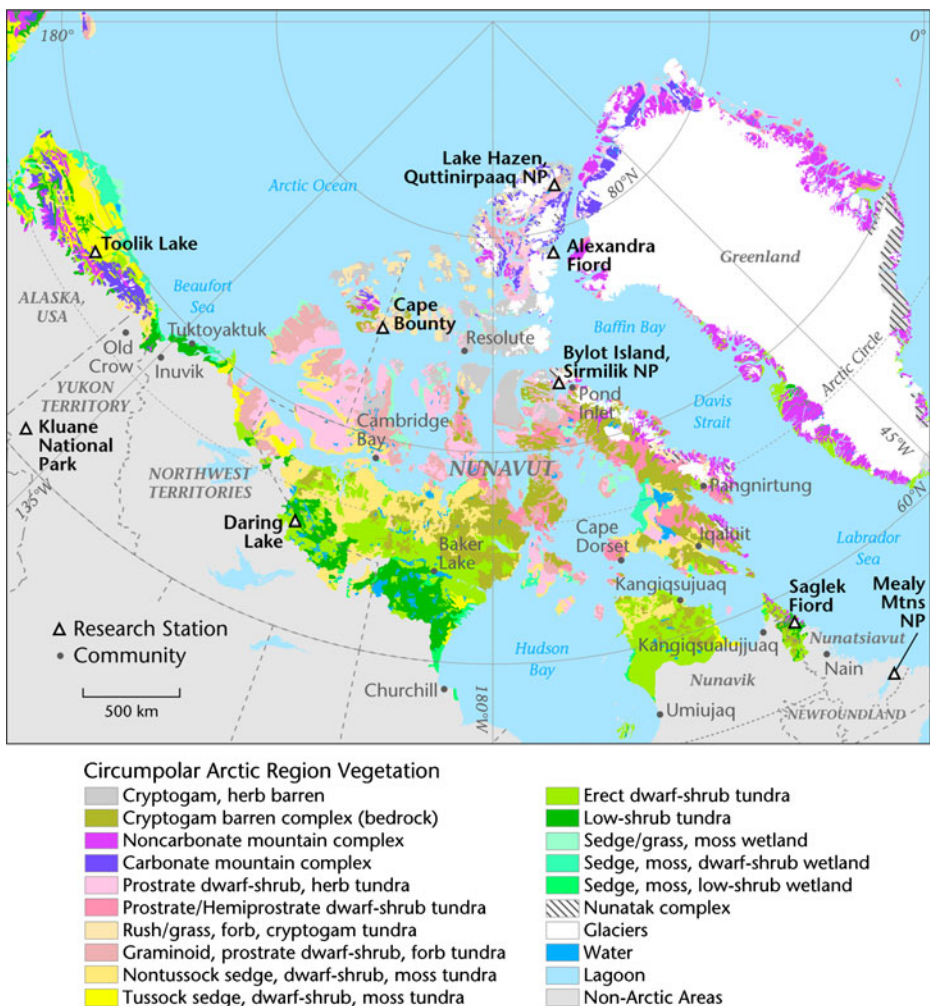 180°
0°
Lake Hazen,
Quttinirpaaq NP
Arctic Ocean
80°N
Toolik Lake
Alexandra
Fiord
Greenland
ALASKA,
USA
Beaufort
Sea
Cape
Bounty
Baffin Bay
Tuktoyaktuk
Resolute
Arctic Circle
Old
Crow
Inuvik
Bylot Island,
Sirmilik NP
YUKON
TERRITORY
Pond
Inlet
Davis
Strait
Cambridge
Bay
Kluane
National
Park
45°W
NUNAVUT
NORTHWEST
TERRITORIES
135°W
Pangnirtung
60°N
Daring
Lake
Cape
Dorset
Iqaluit
Labrador
Sea
Baker
Lake
Kangiqsujuaq
Saglek
Fiord
Mealy
Mtns
NP
Research Station
Community
Hudson
Bay
Kangiqsualujjuaq
Nunatsiavut
Nain
Nunavik
500 km
Churchill
180°W
Umiujaq
NEWFOUNDLAND
Circumpolar Arctic Region Vegetation
Cryptogam, herb barren
Cryptogam barren complex (bedrock)
Noncarbonate mountain complex
Carbonate mountain complex
Prostrate dwarf-shrub, herb tundra
Prostrate/Hemiprostrate dwarf-shrub tundra
Rush/grass, forb, cryptogam tundra
Graminoid, prostrate dwarf-shrub, forb tundra
Nontussock sedge, dwarf-shrub, moss tundra
Tussock sedge, dwarf-shrub, moss tundra
Erect dwarf-shrub tundra
Low-shrub tundra
Sedge/grass, moss wetland
Sedge, moss, dwarf-shrub wetland
Sedge, moss, low-shrub wetland
Nunatak complex
Glaciers
Water
Lagoon
Non-Arctic Areas